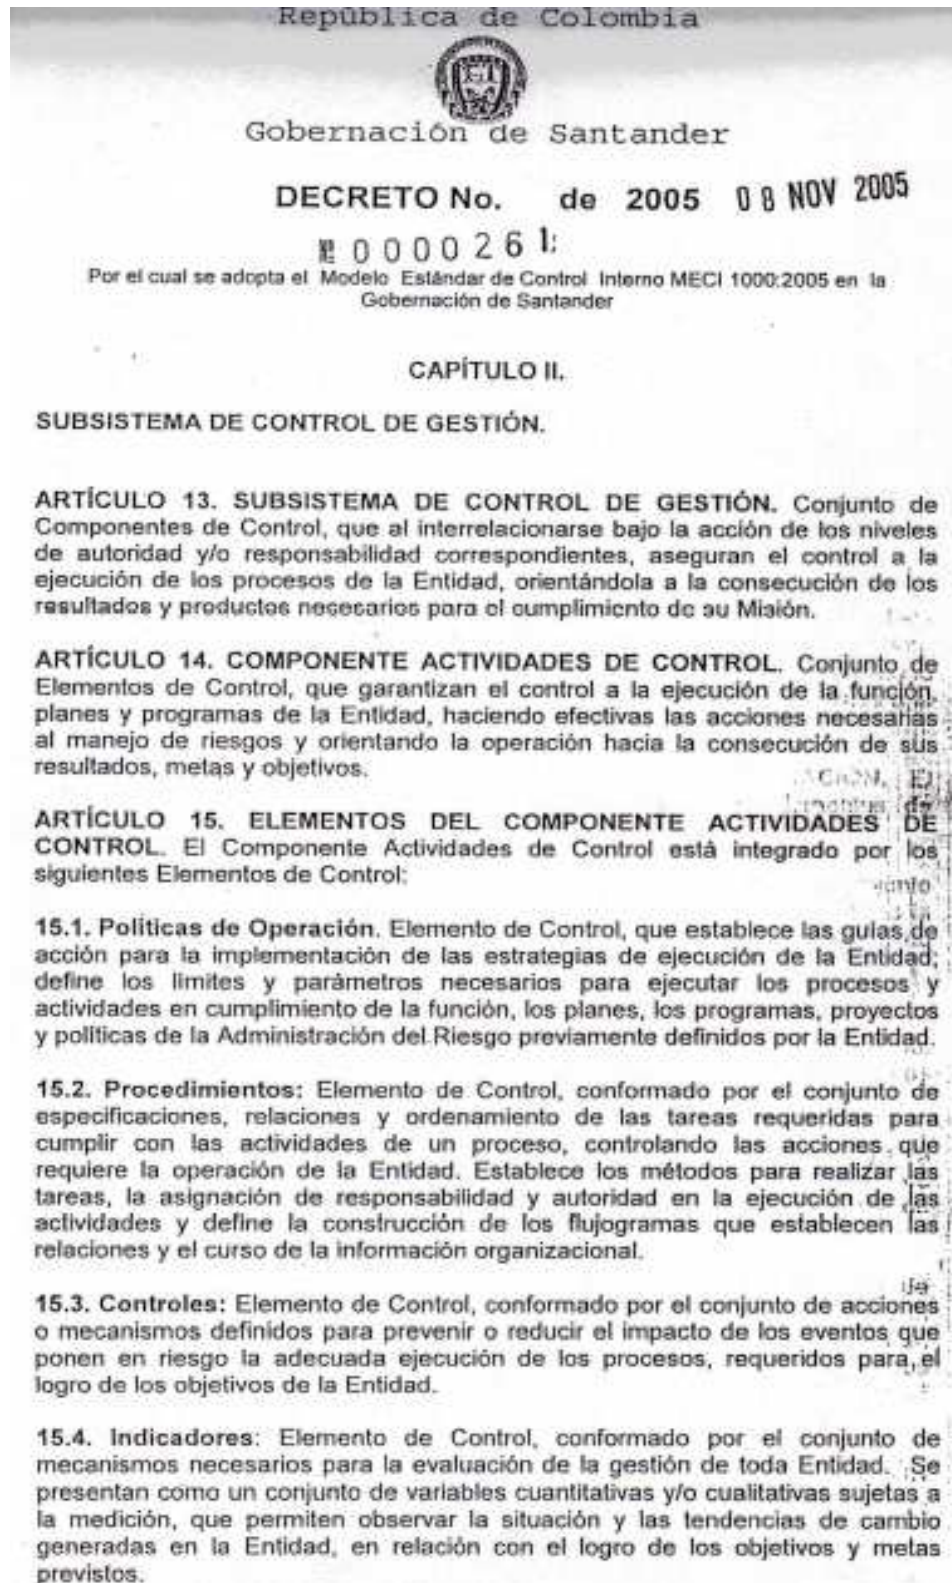 República de Colombia
Gobernación de Santander
DECRETO No. de 2005 08 NOV 2005
№ 0000261
Por el cual se adopta el Modelo Estándar de Control Interno MECI 1000:2005 en la
Gobernación de Santander
CAPÍTULO II.
SUBSISTEMA DE CONTROL DE GESTIÓN.
ARTÍCULO 13. SUBSISTEMA DE CONTROL DE GESTIÓN. Conjunto de
Componentes de Control, que al interrelacionarse bajo la acción de los niveles
de autoridad y/o responsabilidad correspondientes, aseguran el control a la
ejecución de los procesos de la Entidad, orientándola a la consecución de los
resultados y productos necesarios para el cumplimiento de su Misión.
ARTÍCULO 14. COMPONENTE ACTIVIDADES DE CONTROL. Conjunto de
Elementos de Control, que garantizan el control a la ejecución de la función,
planes y programas de la Entidad, haciendo efectivas las acciones necesarias
al manejo de riesgos y orientando la operación hacia la consecución de sus
resultados, metas y objetivos.
ARTÍCULO 15. ELEMENTOS DEL COMPONENTE ACTIVIDADES DE
CONTROL. El Componente Actividades de Control está integrado por los
siguientes Elementos de Control:
15.1. Políticas de Operación. Elemento de Control, que establece las guías de
acción para la implementación de las estrategias de ejecución de la Entidad;
define los límites y parámetros necesarios para ejecutar los procesos y
actividades en cumplimiento de la función, los planes, los programas, proyectos
y políticas de la Administración del Riesgo previamente definidos por la Entidad.
15.2. Procedimientos: Elemento de Control, conformado por el conjunto de
especificaciones, relaciones y ordenamiento de las tareas requeridas para
cumplir con las actividades de un proceso, controlando las acciones que
requiere la operación de la Entidad. Establece los métodos para realizar las
tareas, la asignación de responsabilidad y autoridad en la ejecución de las
actividades y define la construcción de los flujogramas que establecen las
relaciones y el curso de la información organizacional.
15.3. Controles: Elemento de Control, conformado por el conjunto de acciones
o mecanismos definidos para prevenir o reducir el impacto de los eventos que
ponen en riesgo la adecuada ejecución de los procesos, requeridos para el
logro de los objetivos de la Entidad.
15.4. Indicadores: Elemento de Control, conformado por el conjunto de
mecanismos necesarios para la evaluación de la gestión de toda Entidad. Se
presentan como un conjunto de variables cuantitativas y/o cualitativas sujetas a
la medición, que permiten observar la situación y las tendencias de cambio
generadas en la Entidad, en relación con el logro de los objetivos y metas
previstos.